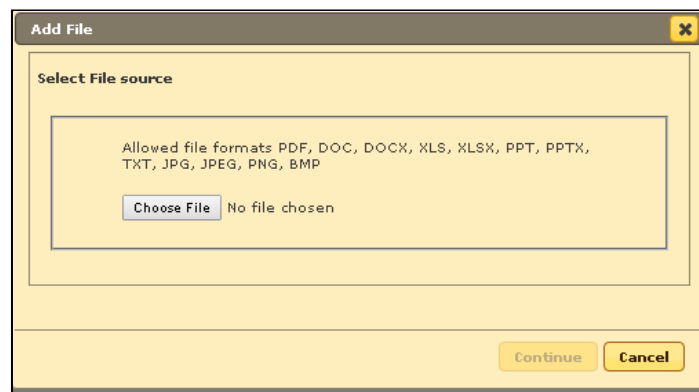 Add File
Select File source
Allowed file formats PDF, DOC, DOCX, XLS, XLSX, PPT, PPTX,
TXT, JPG, JPEG, PNG, BMP
Choose File No file chosen
Continue Cancel